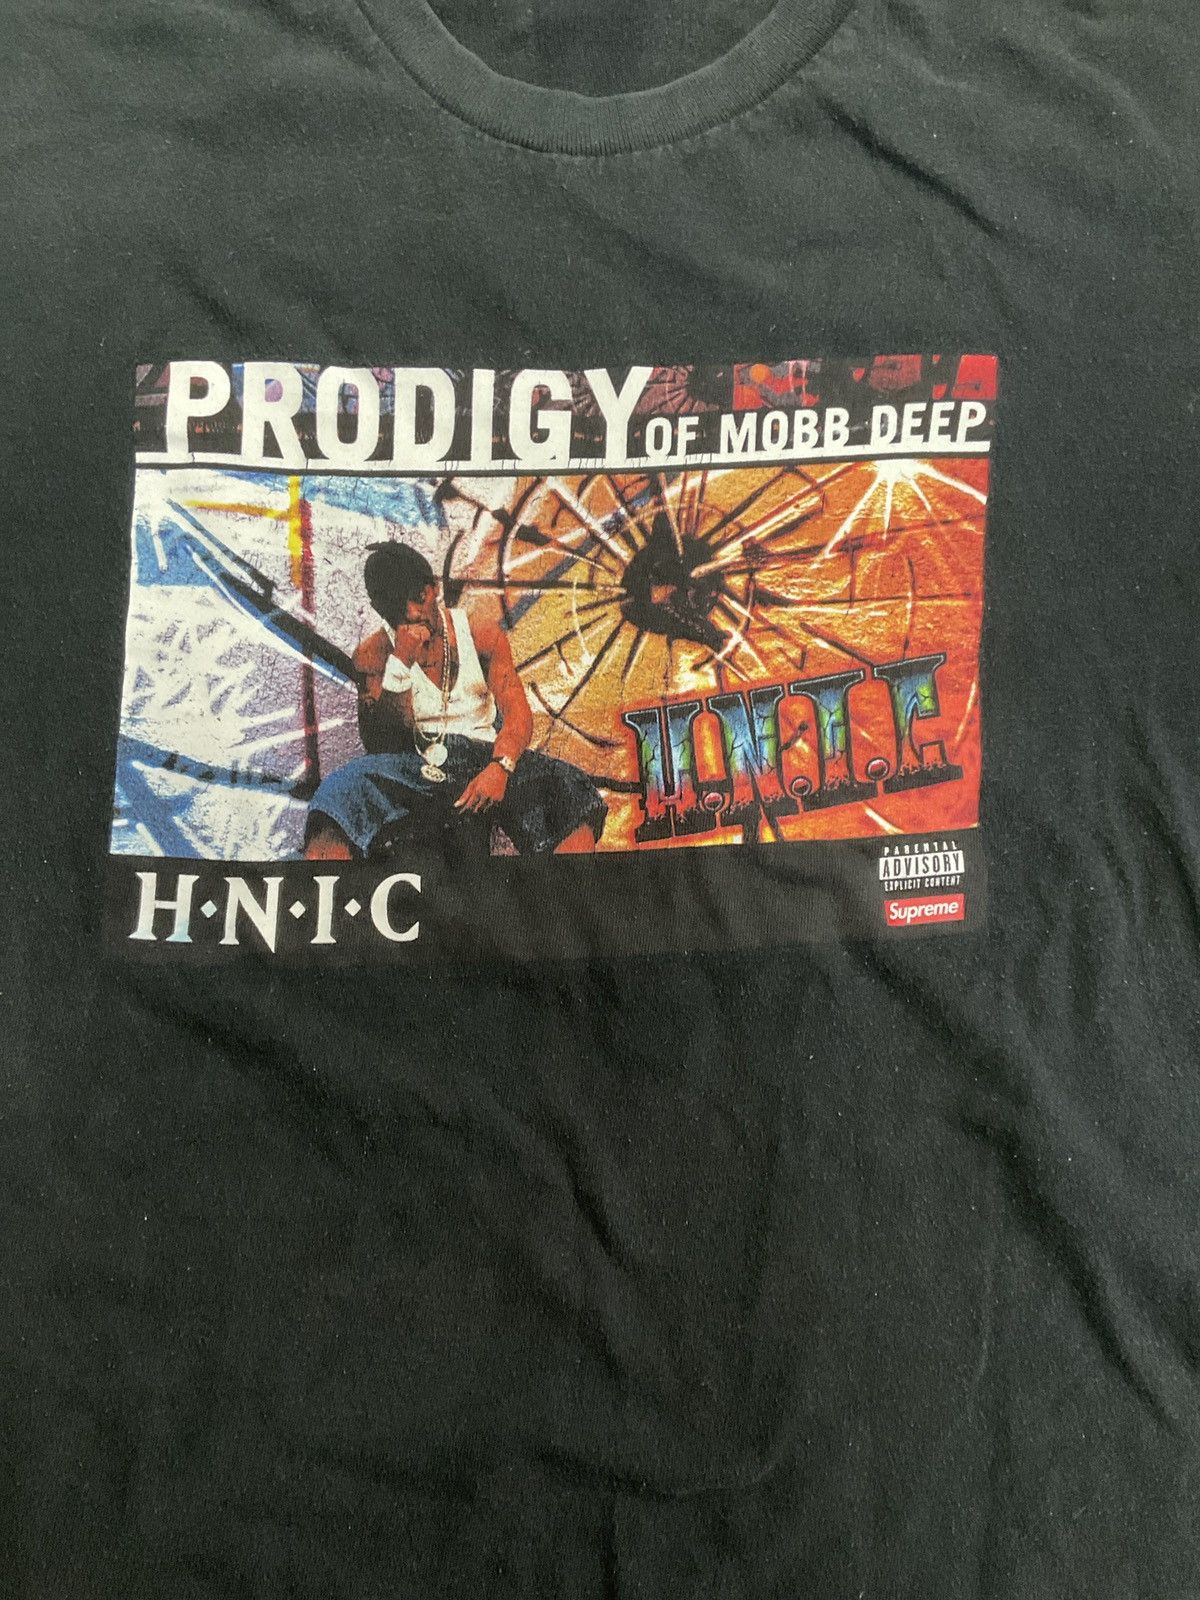 PRODIGY OF MOBB DEEP
H.N.I.C
H·N·I·C
PARENTAL
ADVISORY
EXPLICIT CONTENT
Supreme